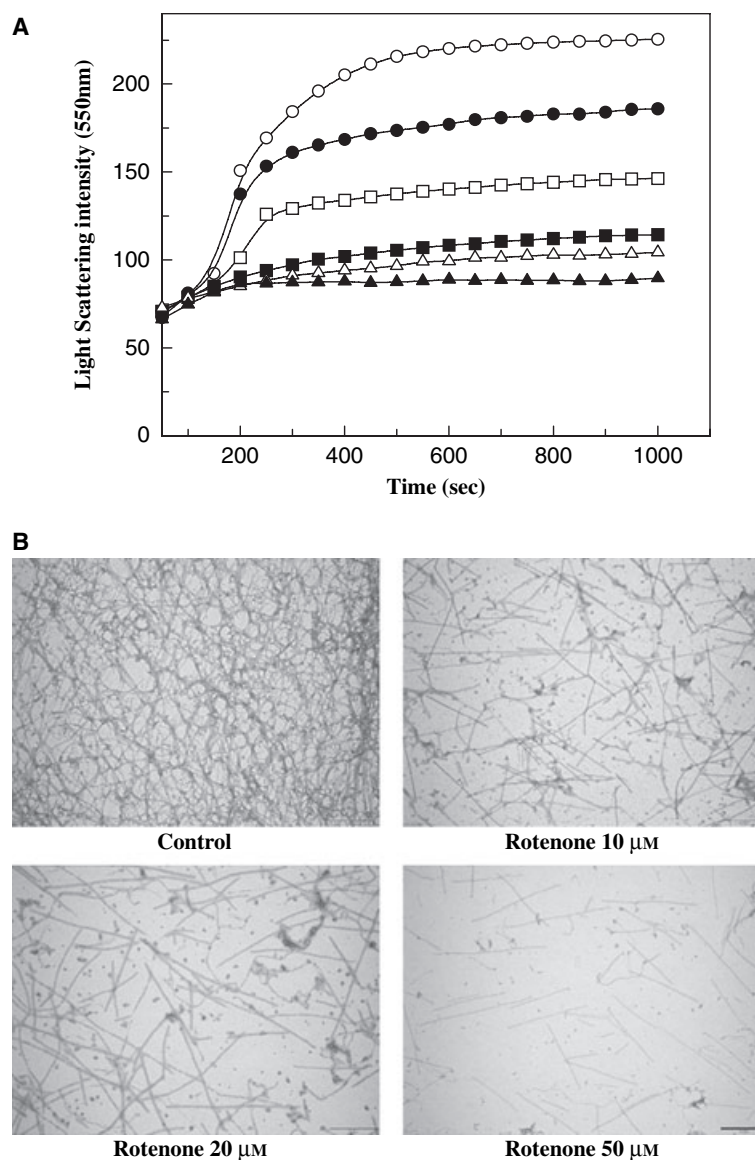 A
Light Scattering intensity (550nm)
200
150
100
50
0
200 400 600 800 1000
Time (sec)
B
Control
Rotenone 10 μM
Rotenone 20 μM
Rotenone 50 μM